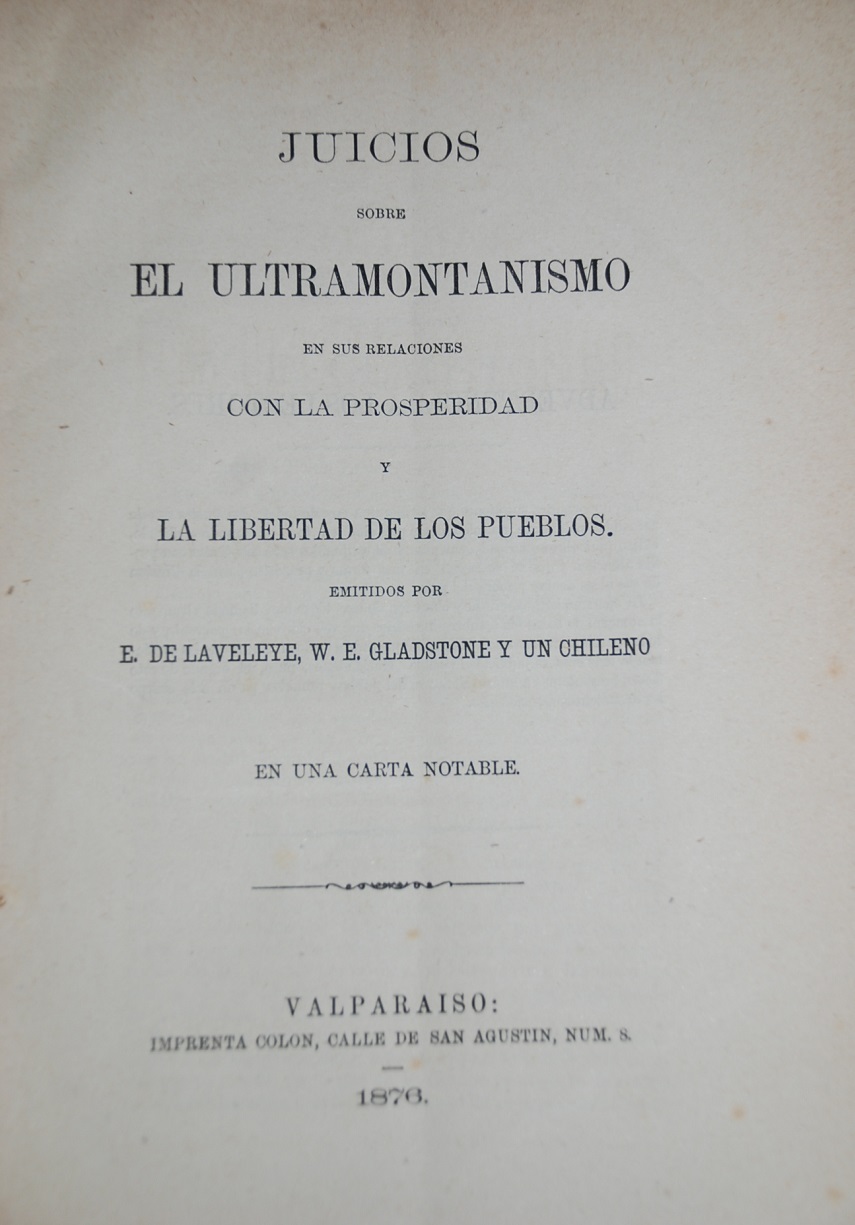 JUICIOS
SOBRE
EL ULTRAMONTANISMO
EN SUS RELACIONES
CON LA PROSPERIDAD
Y
LA LIBERTAD DE LOS PUEBLOS.
EMITIDOS POR
E. DE LAVELEYE, W. E. GLADSTONE Y UN CHILENO
EN UNA CARTA NOTABLE.
VALPARAISO:
IMPRENTA COLON, CALLE DE SAN AGUSTIN, NUM. 8.
1876.